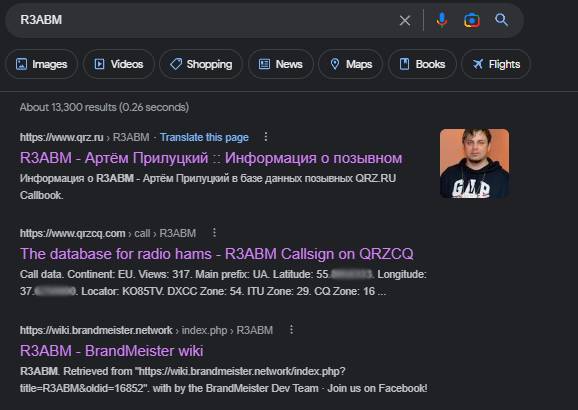 R3ABM
Images
Videos
Shopping
News
Maps
Books
Flights
About 13,300 results (0.26 seconds)
https://www.qrz.ru › R3ABM · Translate this page
R3ABM - Артём Прилуцкий :: Информация о позывном
Информация о R3ABM - Артём Прилуцкий в базе данных позывных QRZ.RU
Callbook.
GAP
https://www.qrzcq.com › call › R3ABM
The database for radio hams - R3ABM Callsign on QRZCQ
Call data. Continent: EU. Views: 317. Main prefix: UA. Latitude: 55. Longitude:
37. Locator: KO85TV. DXCC Zone: 54. ITU Zone: 29. CQ Zone: 16 ...
https://wiki.brandmeister.network › index.php › R3ABM
R3ABM - BrandMeister wiki
R3ABM. Retrieved from "https://wiki.brandmeister.network/index.php?
title=R3ABM&oldid=16852". with by the BrandMeister Dev Team · Join us on Facebook!